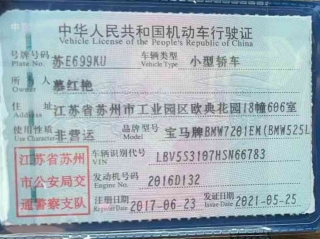 中华人民共和国机动车行驶证
Vehicle License of the People's Republic of China
号牌号码 苏E699KU 车辆类型 小型轿车
Plate No. Vehicle Type
所有人 慕红艳
Owner
住址 江苏省苏州市工业园区欧典花园18幢606室
Address
使用性质 非营运 品牌型号 宝马牌BMW7201EM(BMW525L
Use Character
江苏省苏州市公安局交通警察支队
车辆识别代号 LBV5S3107HSN66783
VIN
发动机号码 2016D132
Engine No.
注册日期 2017-06-23 发证日期 2021-05-25
Register Date Issue Date